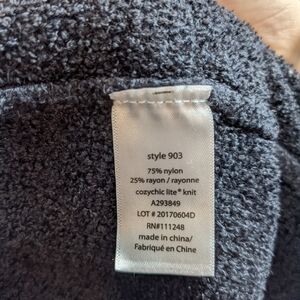 style 903
75% nylon
25% rayon / rayonne
cozychic lite® knit
A293849
LOT # 20170604D
RN#111248
made in china/
Fabriqué en Chine